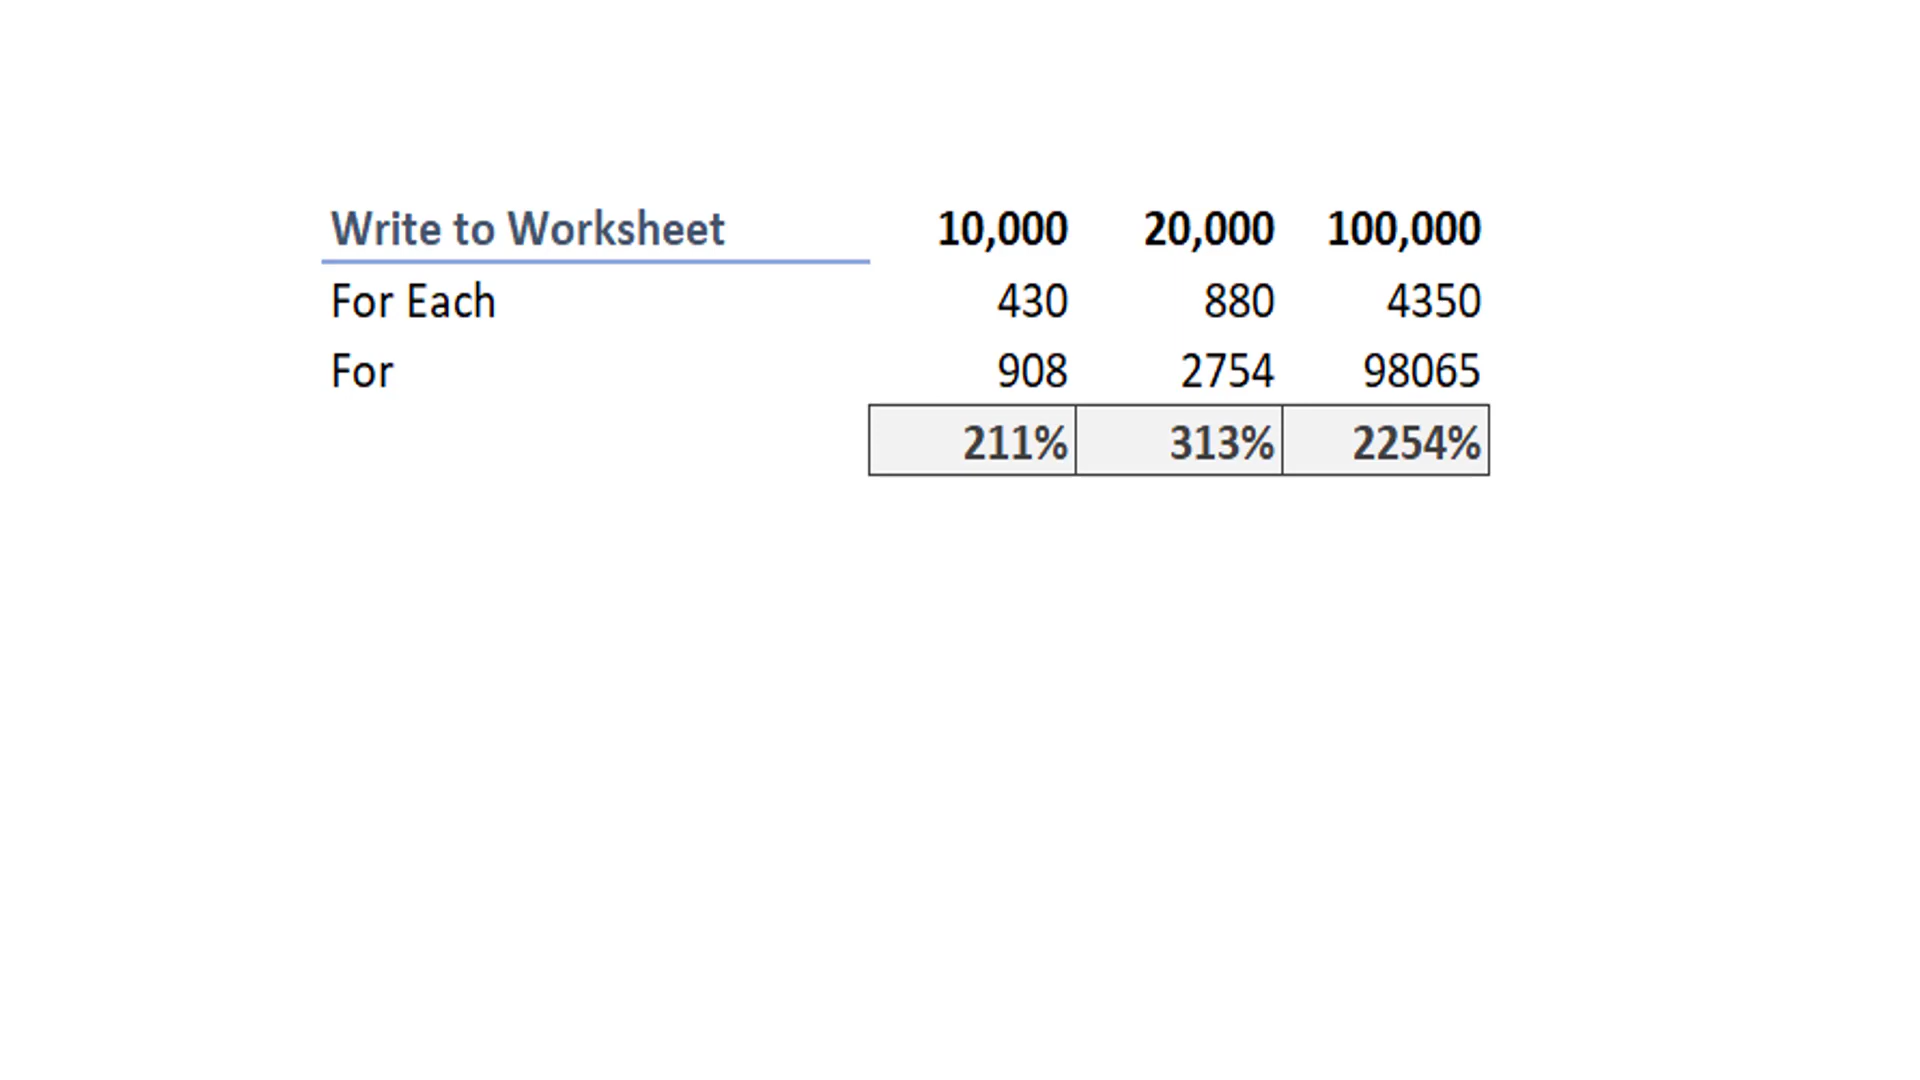 Write to Worksheet 10,000 20,000 100,000
For Each 430 880 4350
For 908 2754 98065
211% 313% 2254%